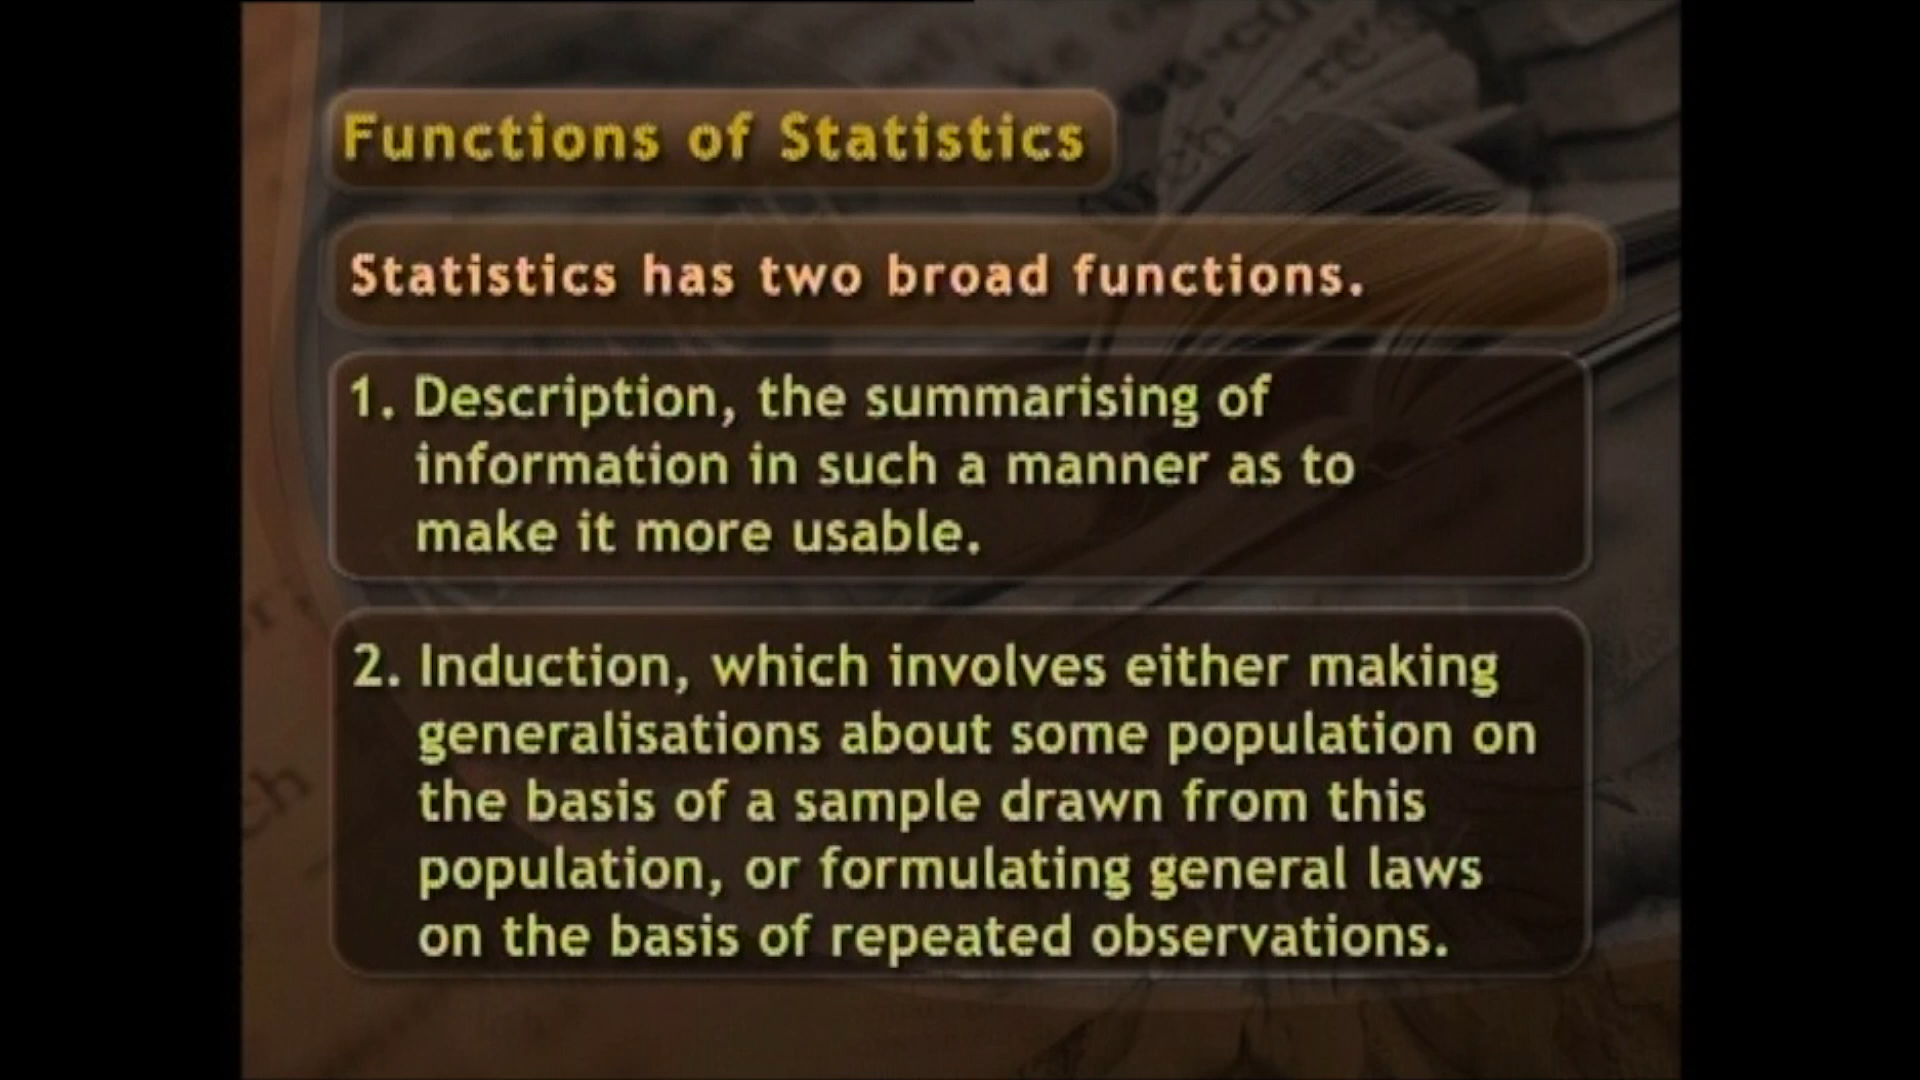 Functions of Statistics
Statistics has two broad functions.
1. Description, the summarising of
information in such a manner as to
make it more usable.
2. Induction, which involves either making
generalisations about some population on
the basis of a sample drawn from this
population, or formulating general laws
on the basis of repeated observations.